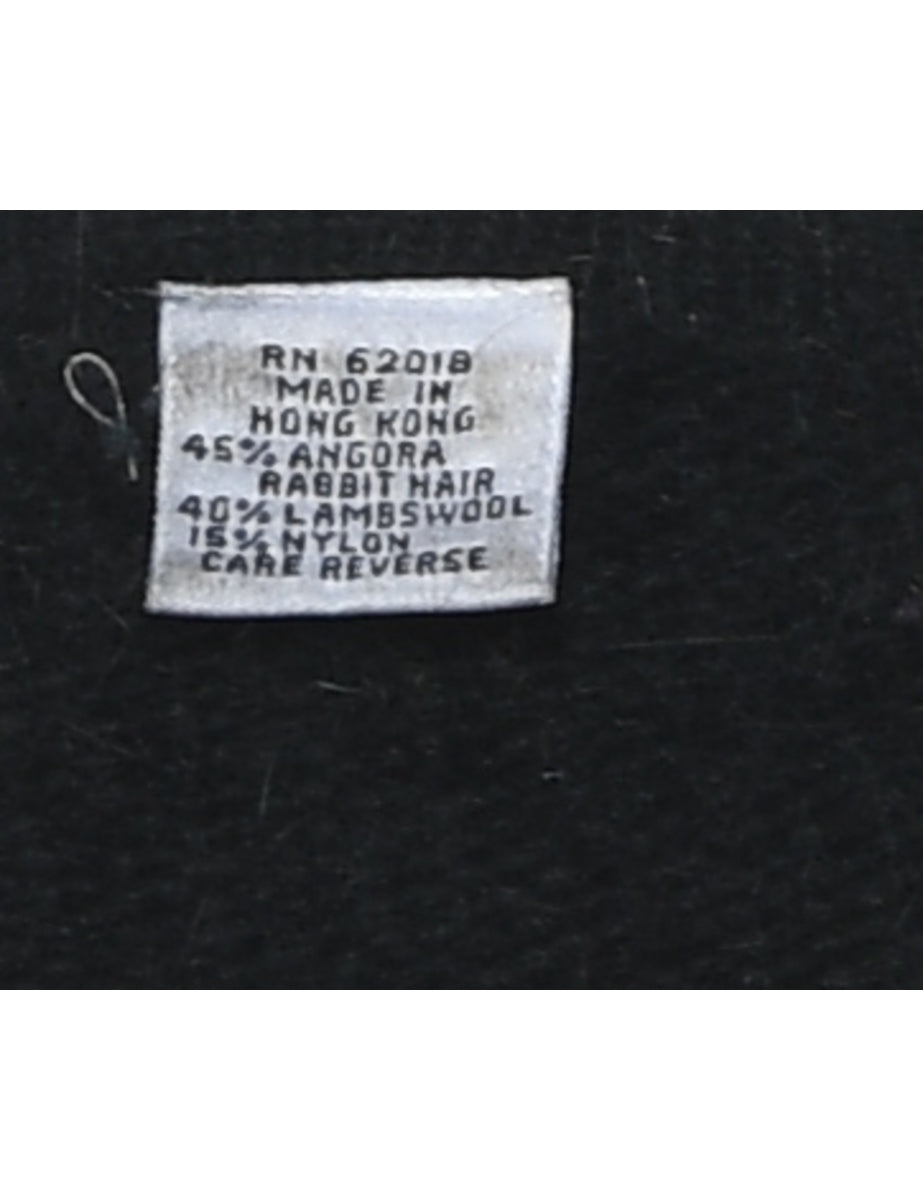 RN 62018
MADE IN
HONG KONG
45% ANGORA
RABBIT HAIR
40% LAMBSWOOL
15% NYLON
CARE REVERSE